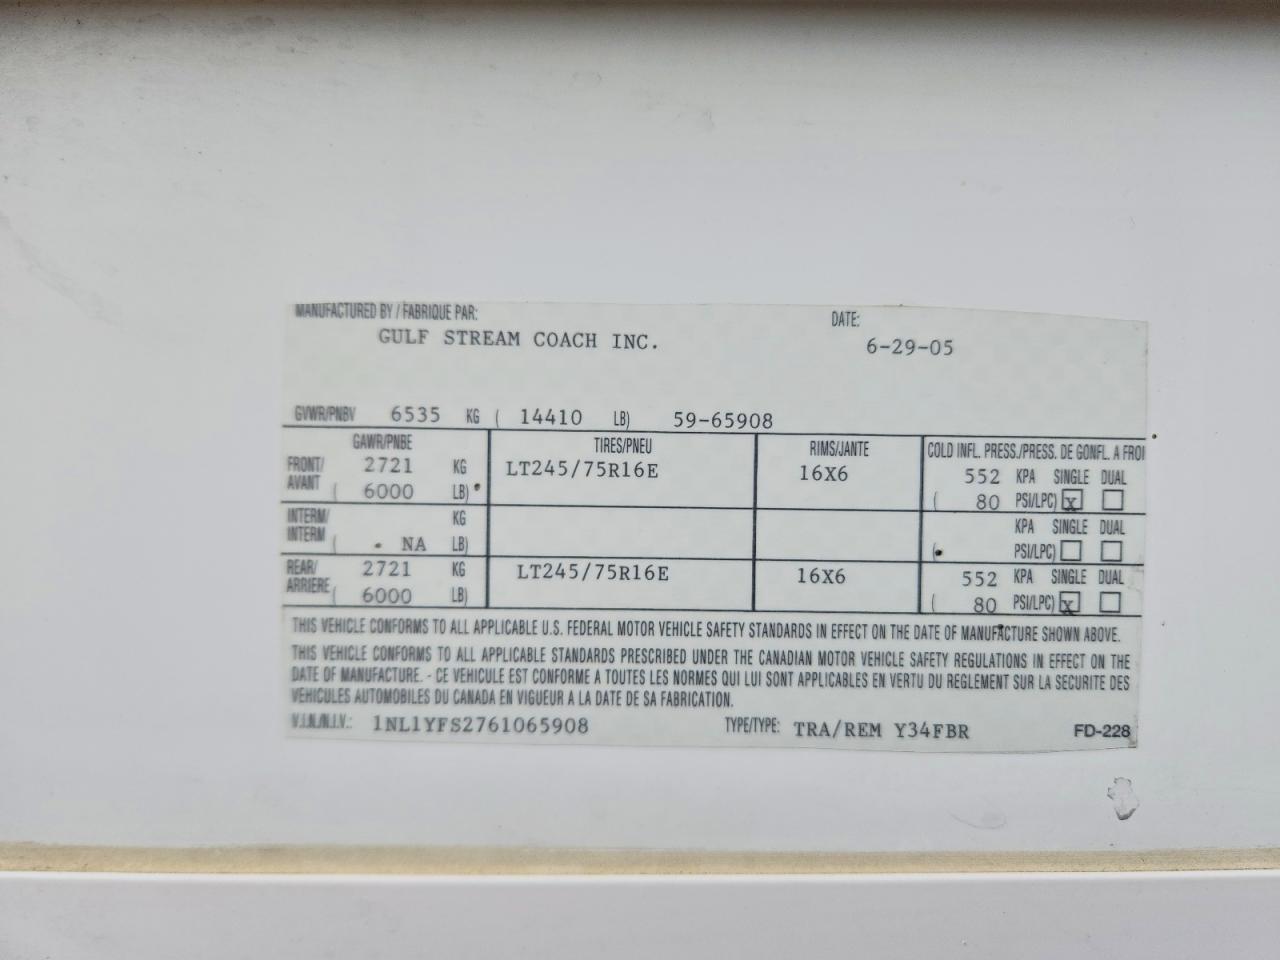 MANUFACTURED BY / FABRIQUE PAR: DATE:
GULF STREAM COACH INC. 6-29-05
GVWR/PNBV 6535 KG ( 14410 LB) 59-65908
GAWR/PNBE TIRES/PNEU RIMS/JANTE COLD INFL. PRESS./PRESS. DE GONFL. A FROI
FRONT/ 2721 KG LT245/75R16E 16X6 552 KPA SINGLE DUAL
AVANT ( 6000 LB) ( 80 PSI/LPC) X
INTERM/ KG KPA SINGLE DUAL
INTERM ( NA LB) ( PSI/LPC)
REAR/ 2721 KG LT245/75R16E 16X6 552 KPA SINGLE DUAL
ARRIERE ( 6000 LB) ( 80 PSI/LPC) X
THIS VEHICLE CONFORMS TO ALL APPLICABLE U.S. FEDERAL MOTOR VEHICLE SAFETY STANDARDS IN EFFECT ON THE DATE OF MANUFACTURE SHOWN ABOVE.
THIS VEHICLE CONFORMS TO ALL APPLICABLE STANDARDS PRESCRIBED UNDER THE CANADIAN MOTOR VEHICLE SAFETY REGULATIONS IN EFFECT ON THE
DATE OF MANUFACTURE. - CE VEHICULE EST CONFORME A TOUTES LES NORMES QUI LUI SONT APPLICABLES EN VERTU DU REGLEMENT SUR LA SECURITE DES
VEHICULES AUTOMOBILES DU CANADA EN VIGUEUR A LA DATE DE SA FABRICATION.
V.I.N./N.I.V.: 1NL1YFS2761065908 TYPE/TYPE: TRA/REM Y34FBR FD-228